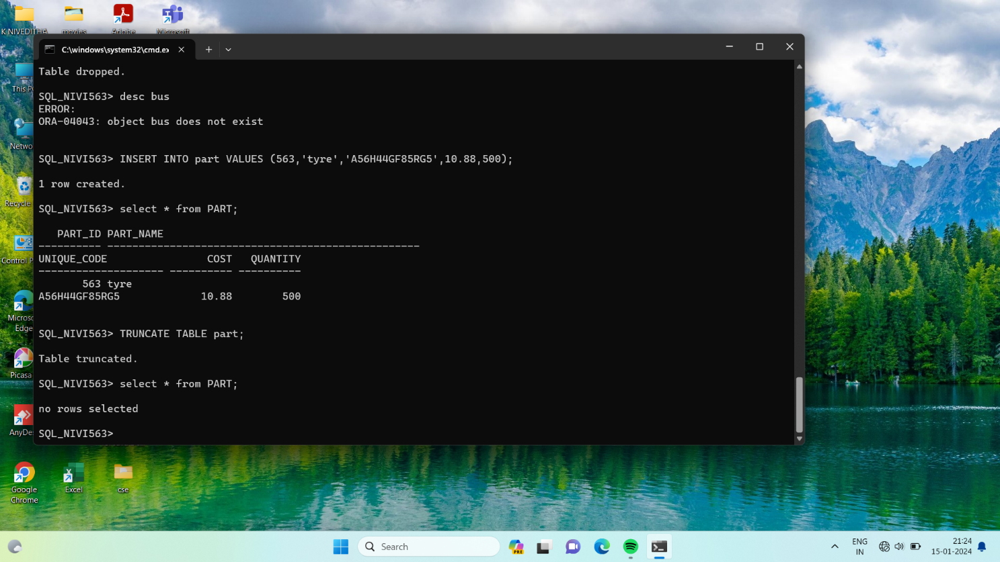 K NIVEDITHA
movies
Adobe
Microsoft
C:\windows\system32\cmd.ex
Table dropped.
SQL_NIVI563> desc bus
ERROR:
ORA-04043: object bus does not exist
SQL_NIVI563> INSERT INTO part VALUES (563,'tyre','A56H44GF85RG5',10.88,500);
1 row created.
SQL_NIVI563> select * from PART;
PART_ID PART_NAME
---------- --------------------------------------------------
UNIQUE_CODE COST QUANTITY
-------------------- ---------- ----------
563 tyre
A56H44GF85RG5 10.88 500
SQL_NIVI563> TRUNCATE TABLE part;
Table truncated.
SQL_NIVI563> select * from PART;
no rows selected
SQL_NIVI563>
This PC
Netwo
Recycle
Control P
Microso
Edge
Picasa
AnyDes
Google
Chrome
Excel
cse
Search
PRE
ENG
IN
21:24
15-01-2024